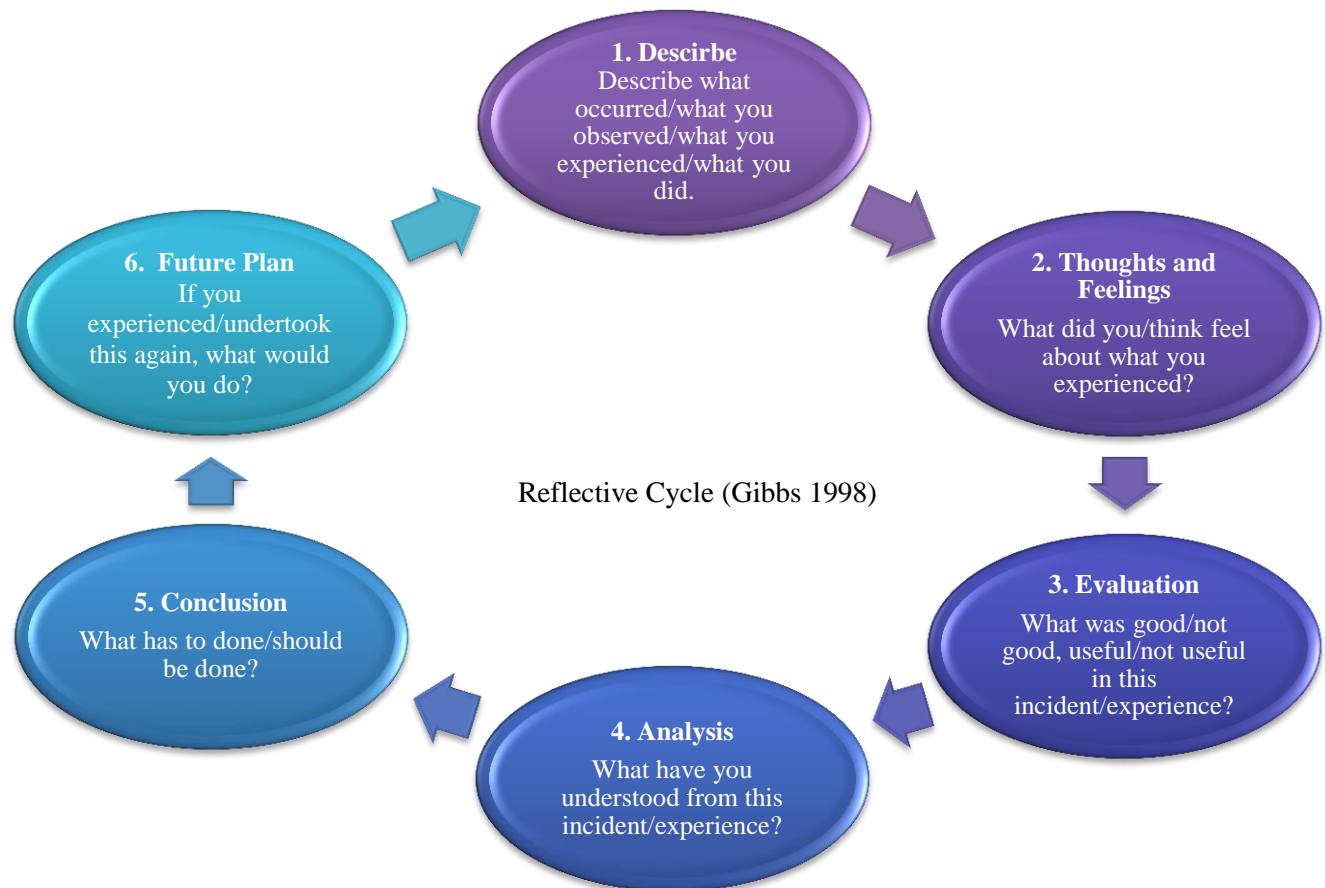 1. Descirbe
Describe what
occurred/what you
observed/what you
experienced/what you
did.
2. Thoughts and
Feelings
What did you/think feel
about what you
experienced?
3. Evaluation
What was good/not
good, useful/not useful
in this
incident/experience?
4. Analysis
What have you
understood from this
incident/experience?
5. Conclusion
What has to done/should
be done?
6. Future Plan
If you
experienced/undertook
this again, what would
you do?
Reflective Cycle (Gibbs 1998)